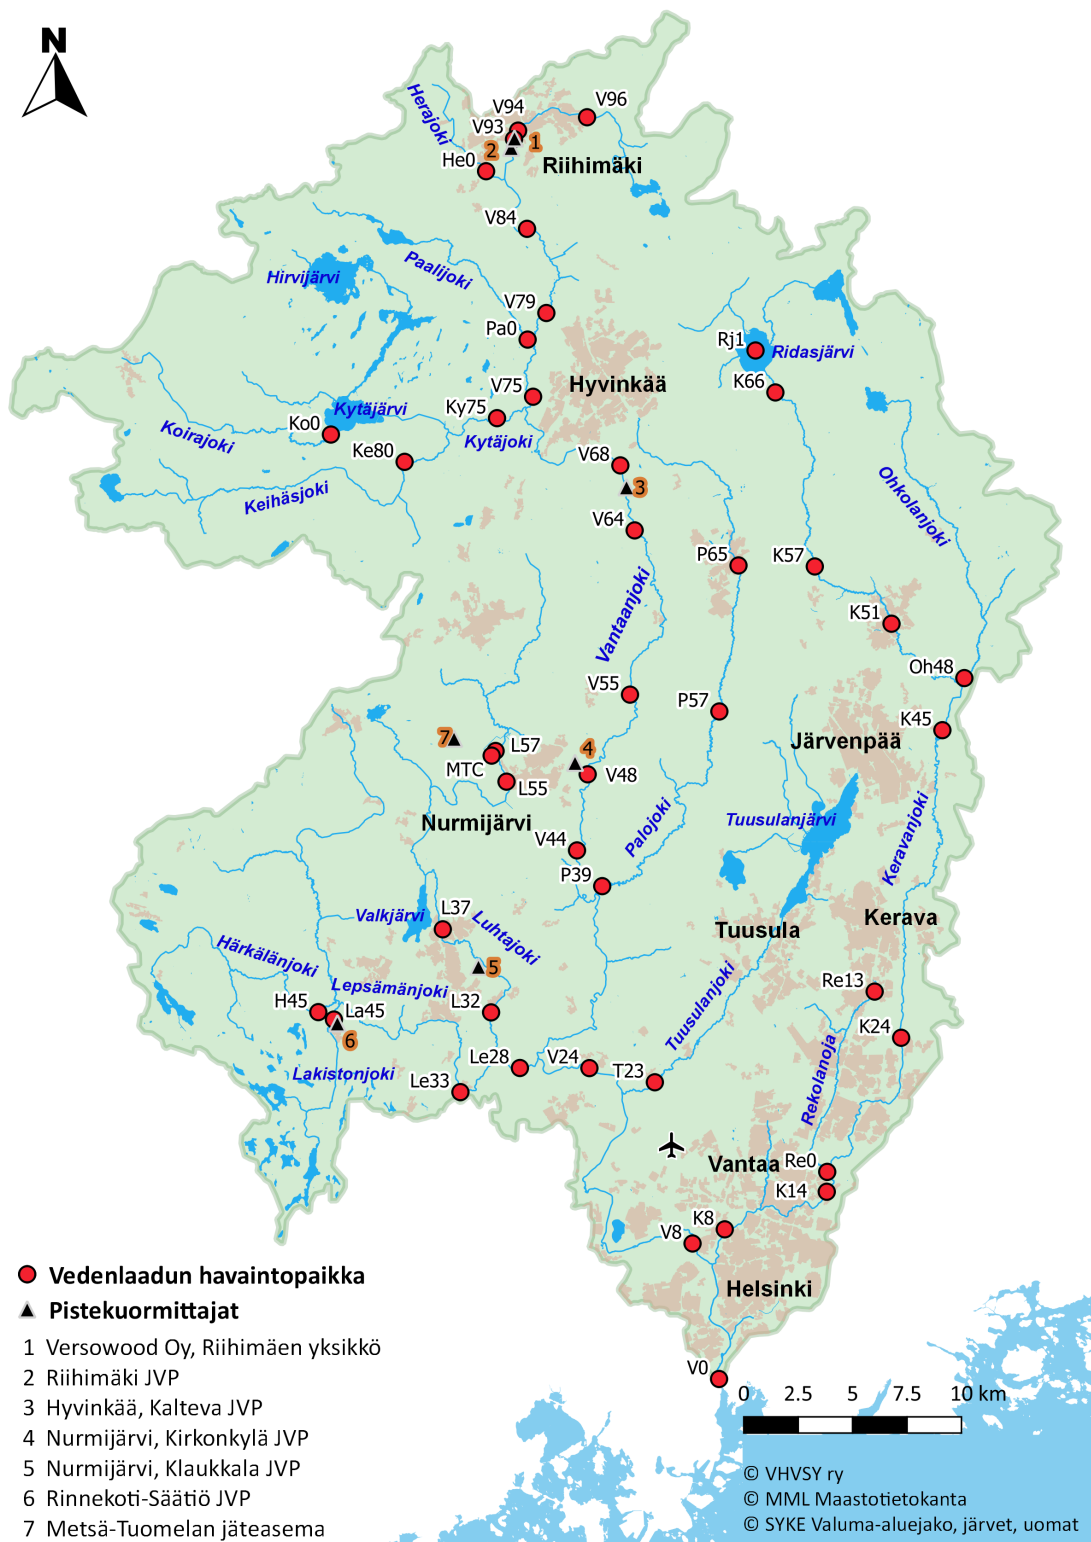 N
Herajoki
V94
V96
V93
1
2
He0
Riihimäki
V84
Paalijoki
Hirvijärvi
V79
Pa0
Rj1
Ridasjärvi
Hyvinkää
K66
V75
Ky75
Kytäjärvi
Ko0
Koirajoki
Kytäjoki
Ke80
V68
3
Keihäsjoki
Ohkolanjoki
V64
P65
K57
Vantaanjoki
K51
Oh48
V55
P57
K45
7
L57
4
Järvenpää
MTC
V48
L55
Nurmijärvi
Palojoki
Tuusulanjärvi
Keravanjoki
V44
P39
L37
Valkjärvi
Luhtajoki
Kerava
Tuusula
Härkälänjoki
5
Lepsämänjoki
Re13
H45
La45
L32
Tuusulanjoki
K24
6
Rekolanoja
Le28
V24
T23
Lakistonjoki
Le33
Vantaa
Re0
K14
K8
V8
Helsinki
Vedenlaadun havaintopaikka
Pistekuormittajat
1 Versowood Oy, Riihimäen yksikkö
2 Riihimäki JVP
3 Hyvinkää, Kalteva JVP
4 Nurmijärvi, Kirkonkylä JVP
5 Nurmijärvi, Klaukkala JVP
6 Rinnekoti-Säätiö JVP
7 Metsä-Tuomelan jäteasema
V0
0 2.5 5 7.5 10 km
© VHVSY ry
© MML Maastotietokanta
© SYKE Valuma-aluejako, järvet, uomat